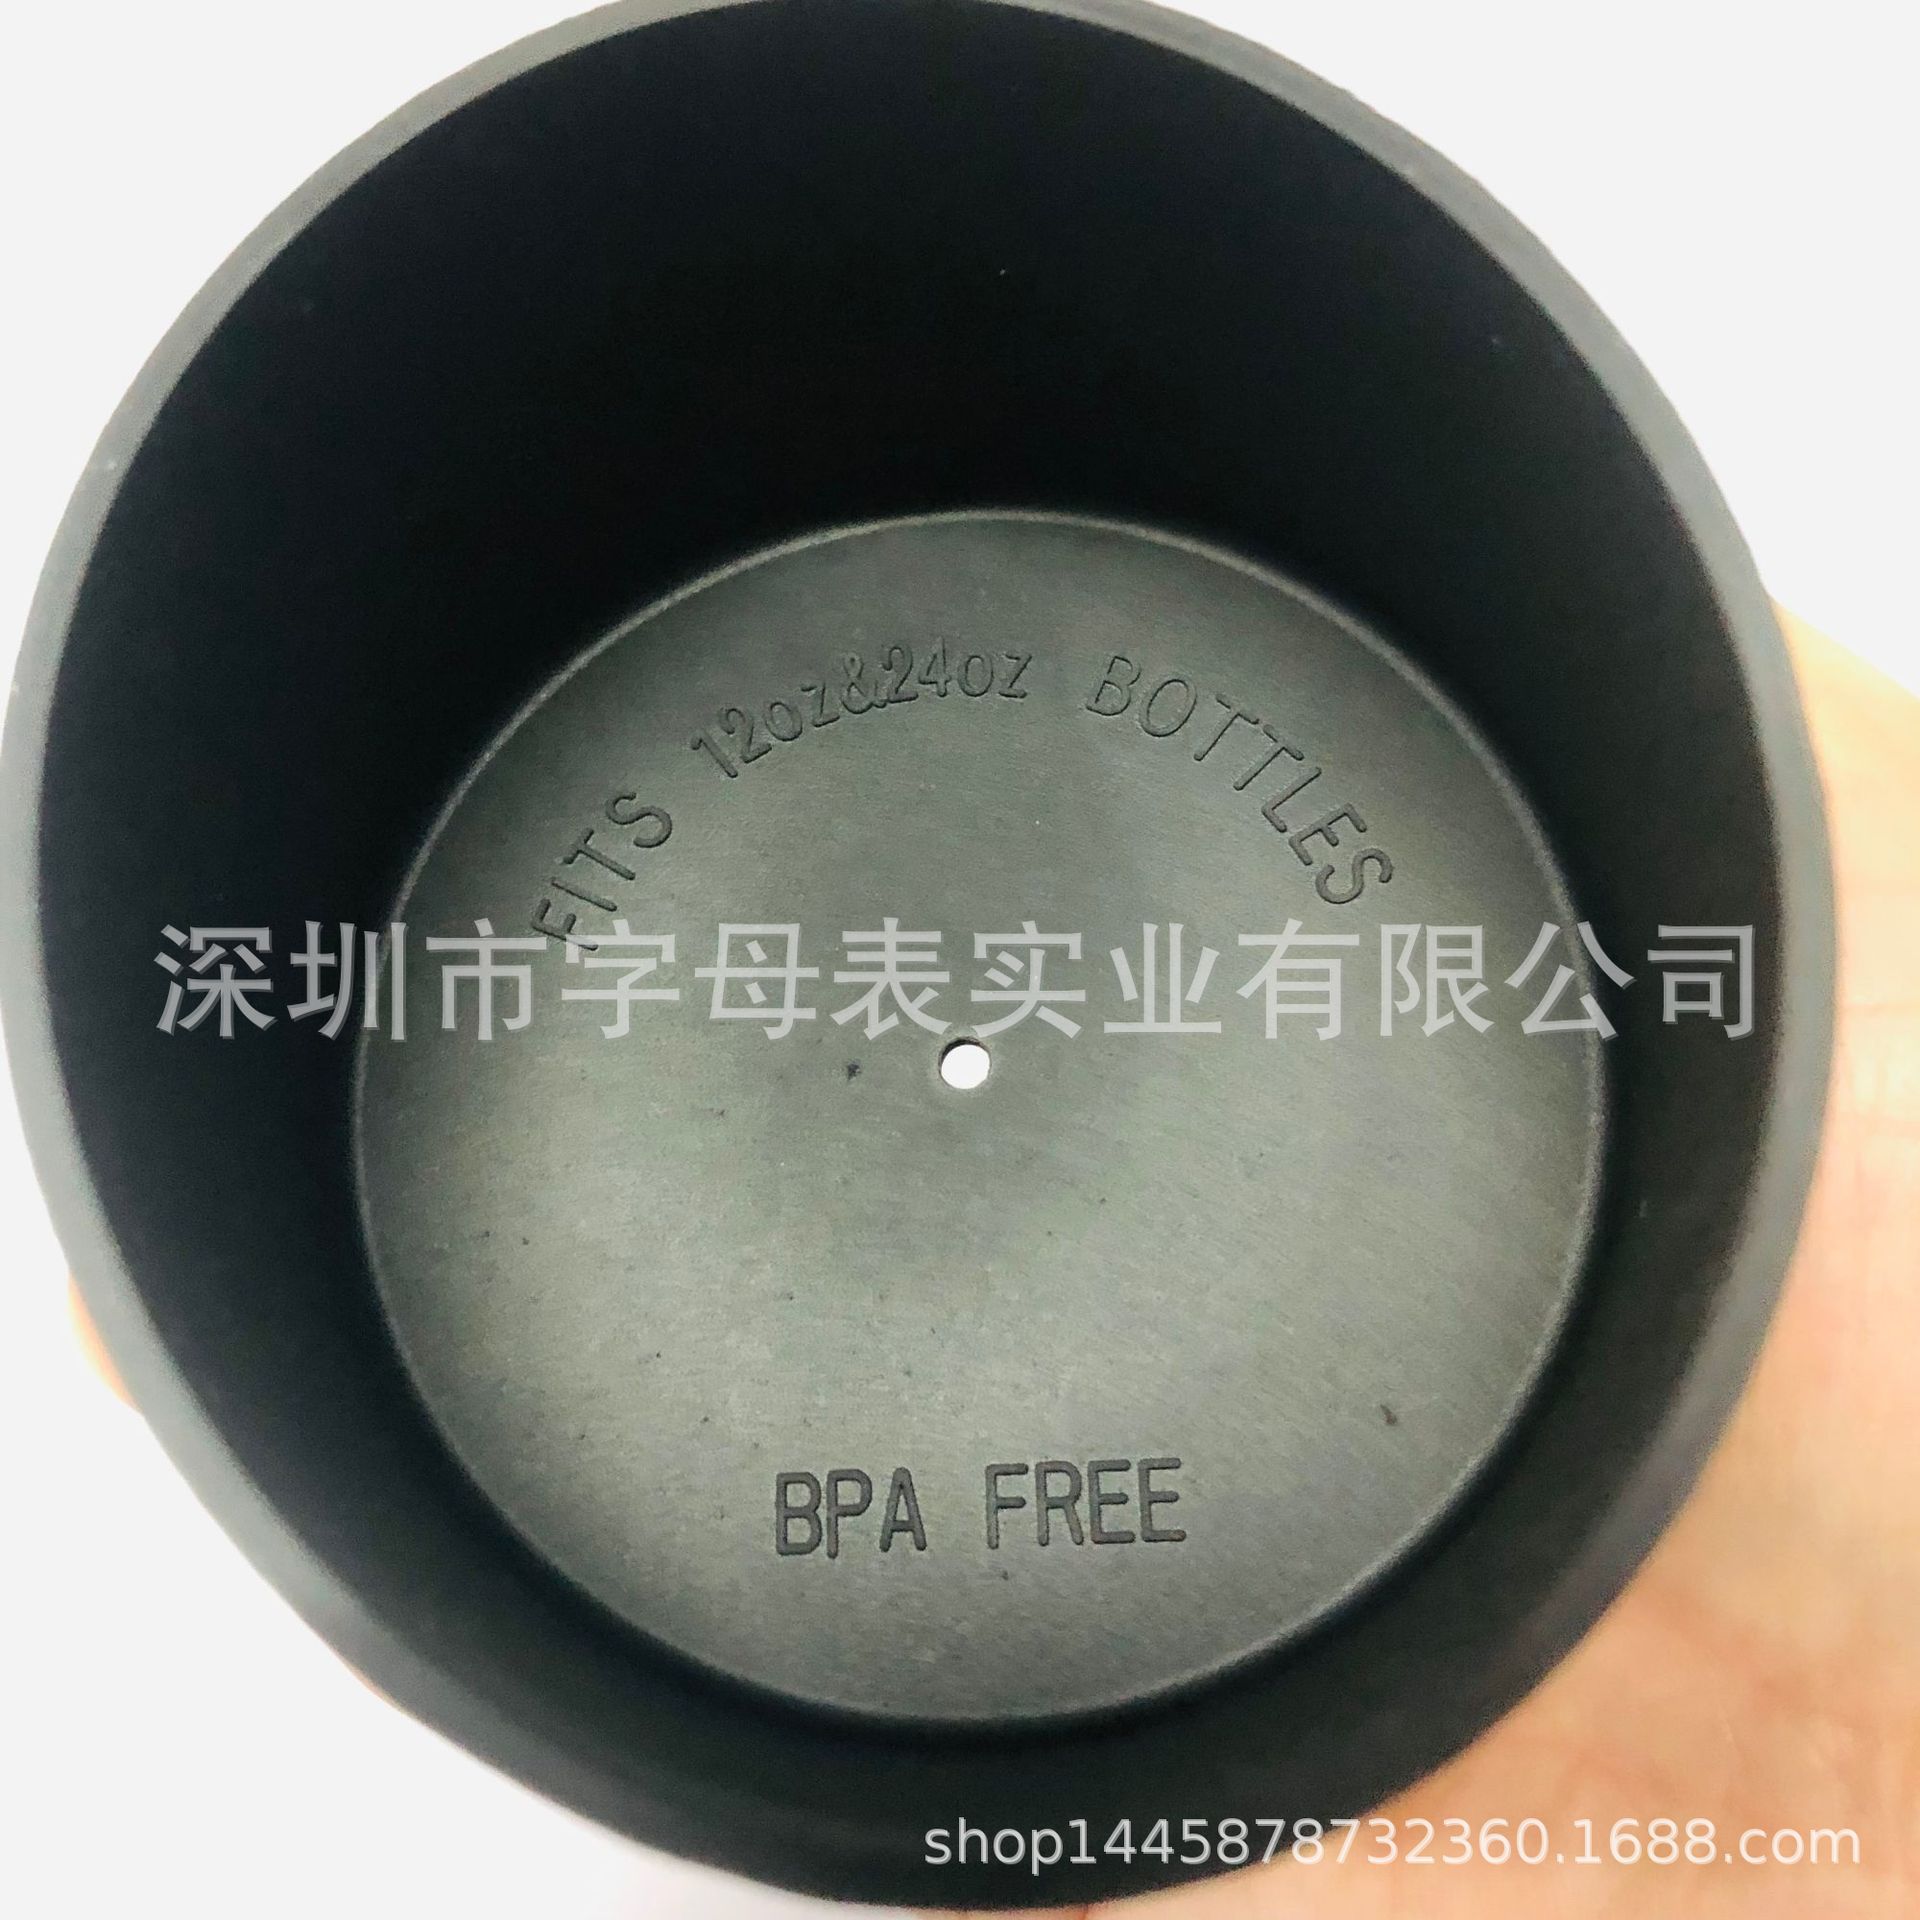 FITS 12oz&24oz BOTTLES
深圳市字母表实业有限公司
BPA FREE
shop1445878732360.1688.com